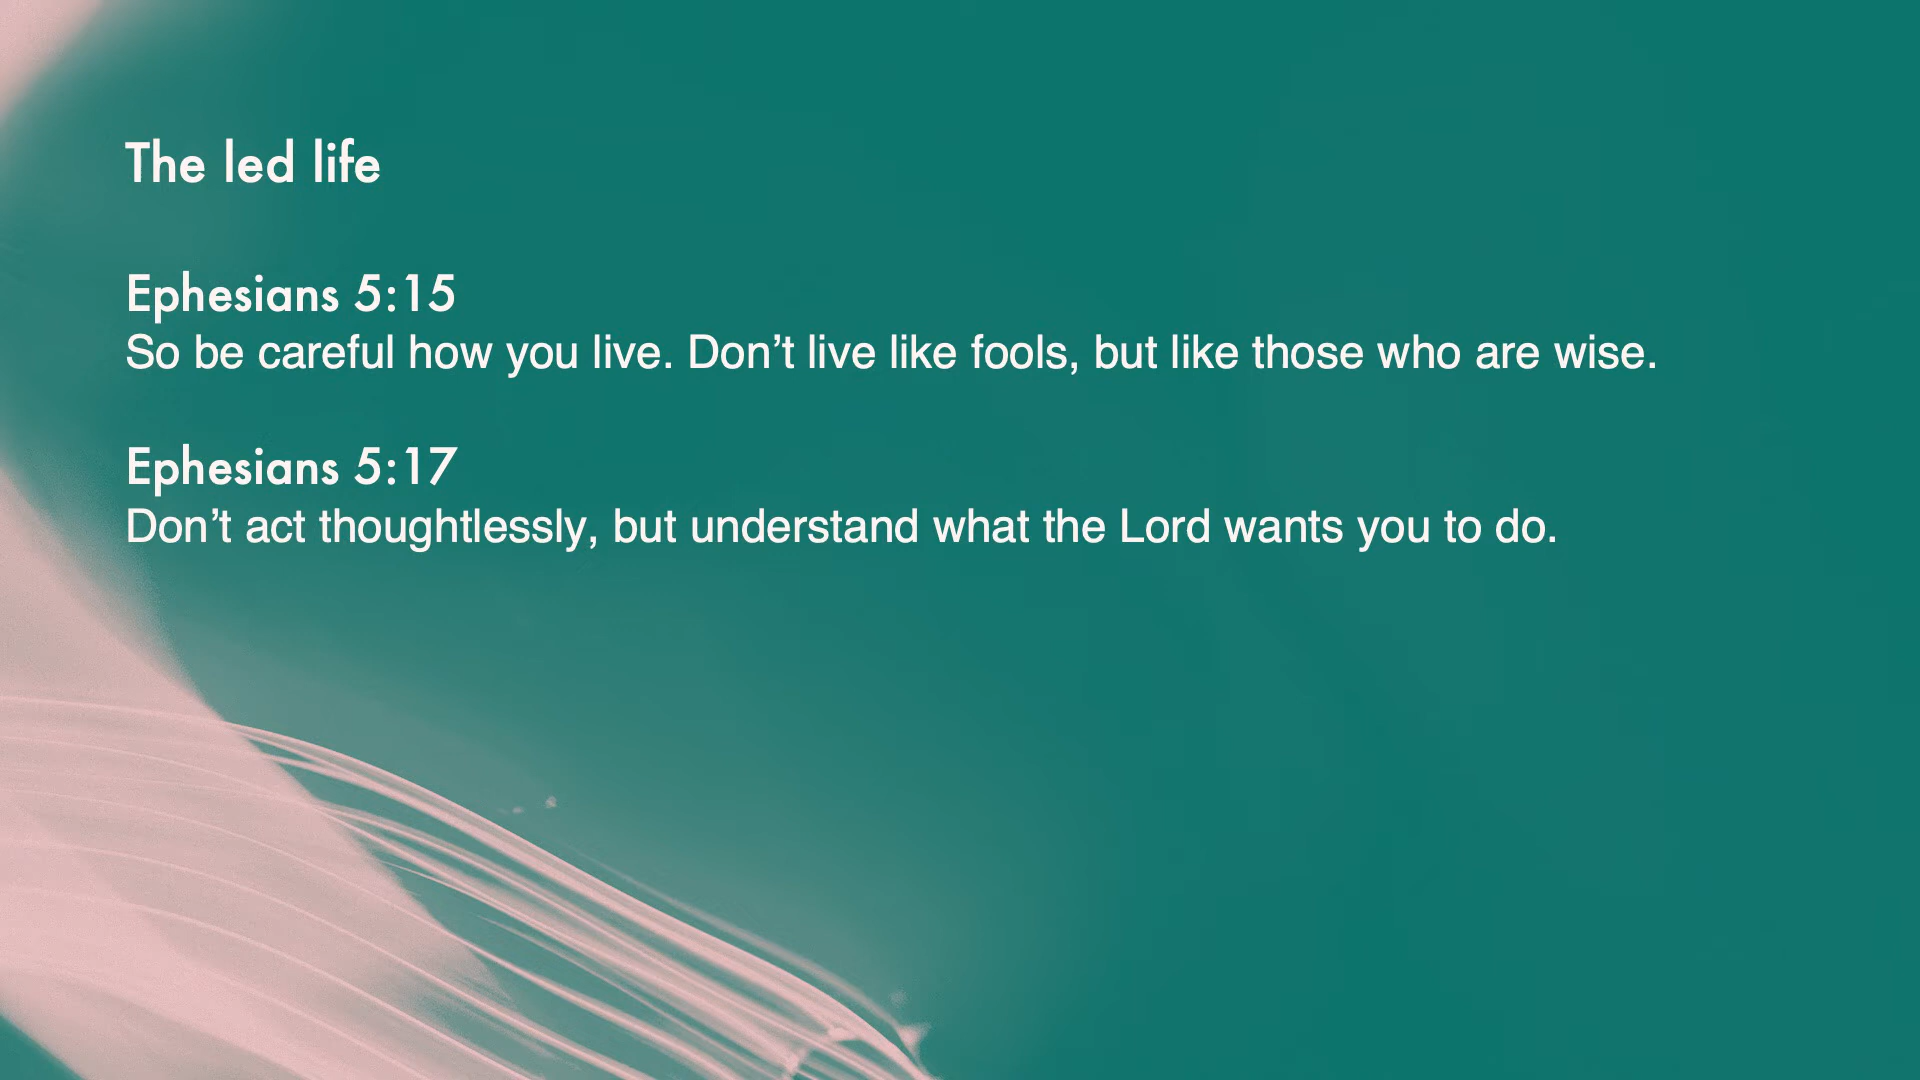 The led life
Ephesians 5:15
So be careful how you live. Don’t live like fools, but like those who are wise.
Ephesians 5:17
Don’t act thoughtlessly, but understand what the Lord wants you to do.